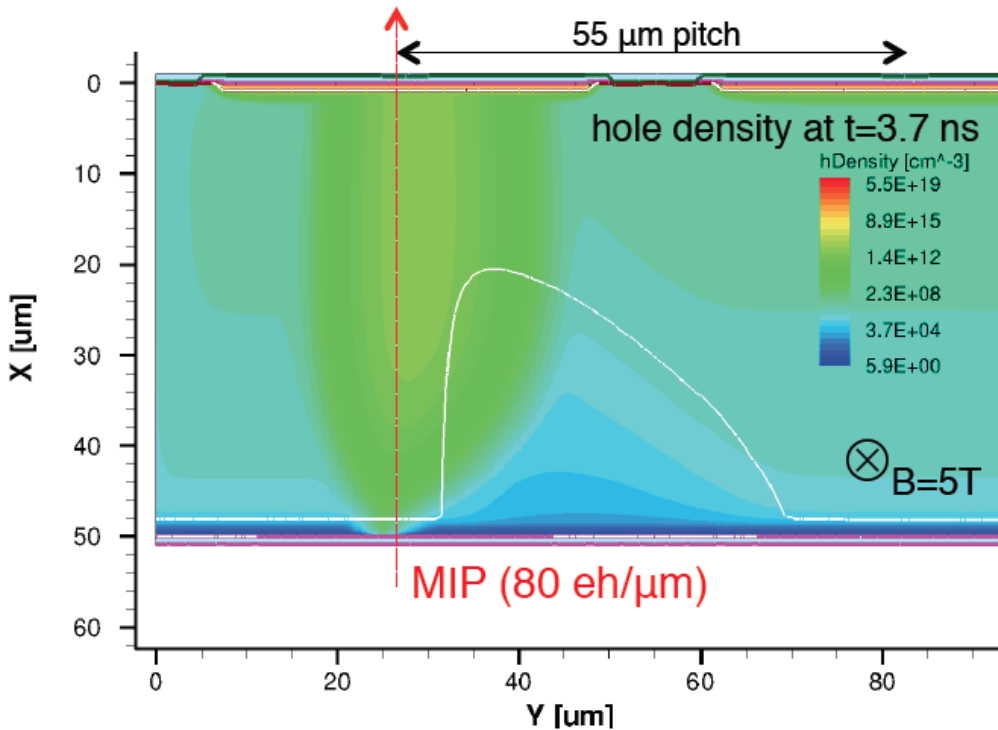 55 µm pitch
hole density at t=3.7 ns
hDensity [cm^-3]
5.5E+19
8.9E+15
1.4E+12
2.3E+08
3.7E+04
5.9E+00
B=5T
MIP (80 eh/µm)
0
10
20
30
40
50
60
X [um]
0
20
40
60
80
Y [um]